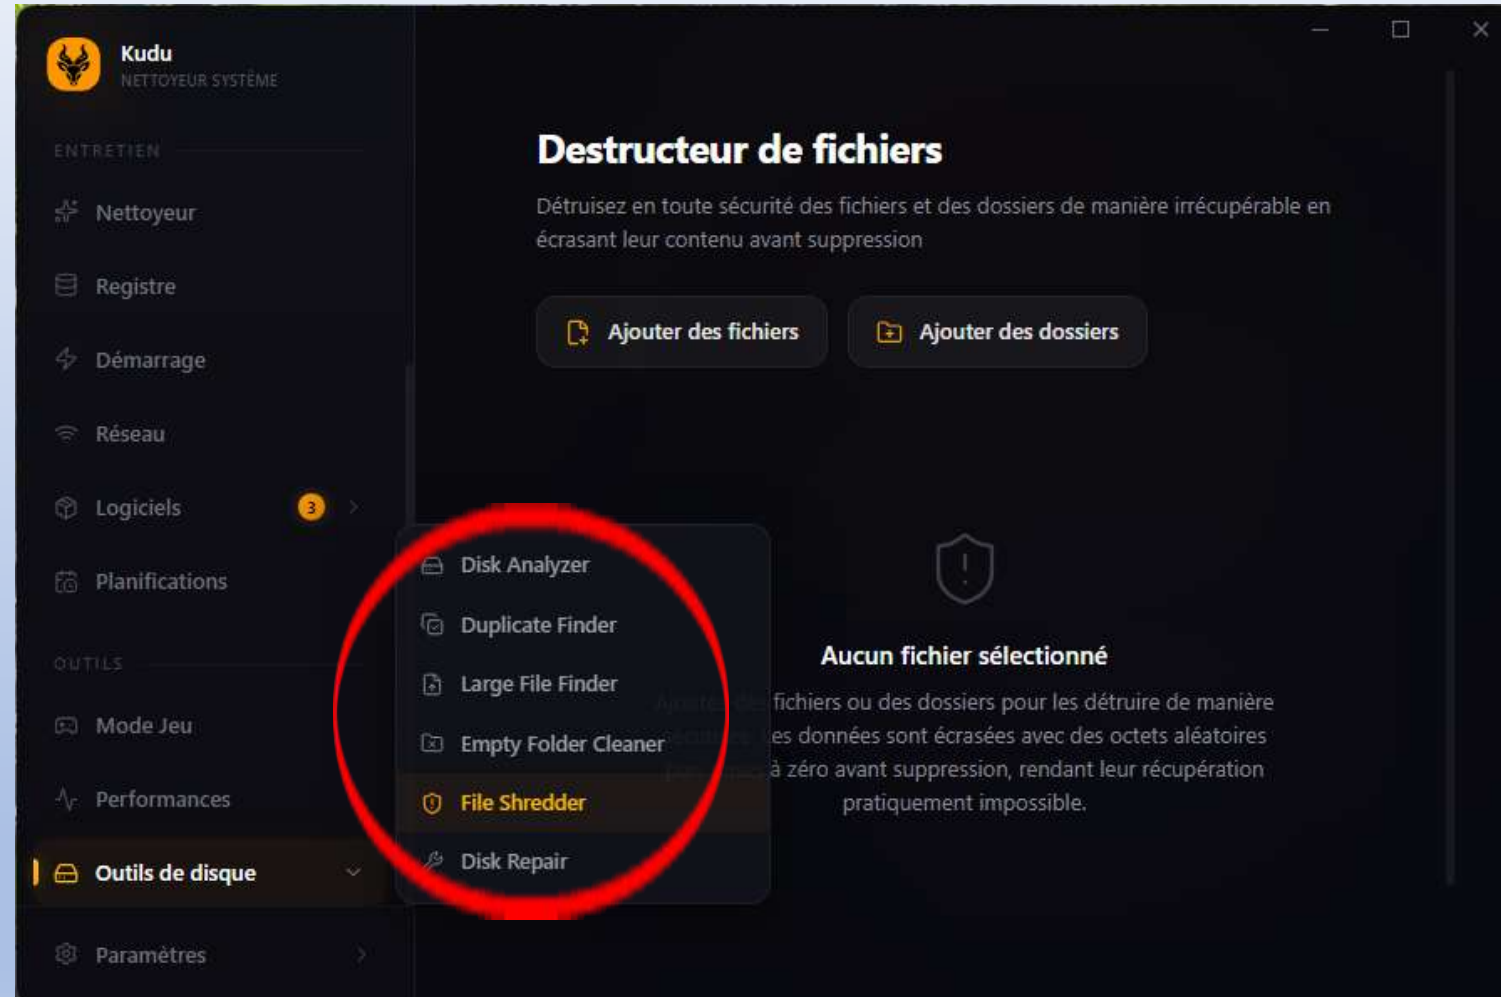 Kudu
NETTOYEUR SYSTÈME
ENTRETIEN
Nettoyeur
Registre
Démarrage
Réseau
Logiciels
3
Planifications
OUTILS
Mode Jeu
Performances
Outils de disque
Paramètres
Destructeur de fichiers
Détruisez en toute sécurité des fichiers et des dossiers de manière irrécupérable en
écrasant leur contenu avant suppression
Ajouter des fichiers
Ajouter des dossiers
Disk Analyzer
Duplicate Finder
Large File Finder
Empty Folder Cleaner
File Shredder
Disk Repair
Aucun fichier sélectionné
fichiers ou des dossiers pour les détruire de manière
données sont écrasées avec des octets aléatoires
à zéro avant suppression, rendant leur récupération
pratiquement impossible.